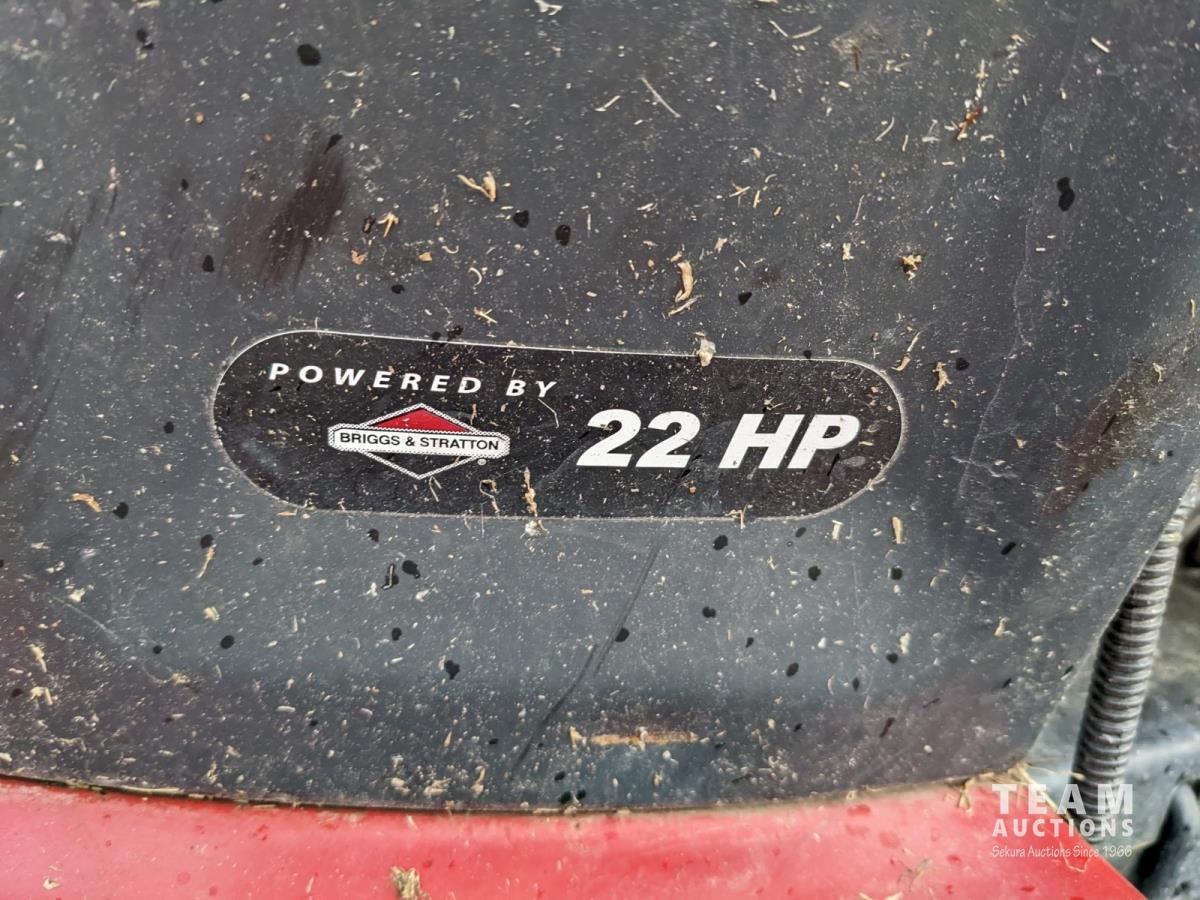 POWERED BY
BRIGGS & STRATTON
22 HP
TEAM
AUCTIONS
Sekura Auctions Since 1966